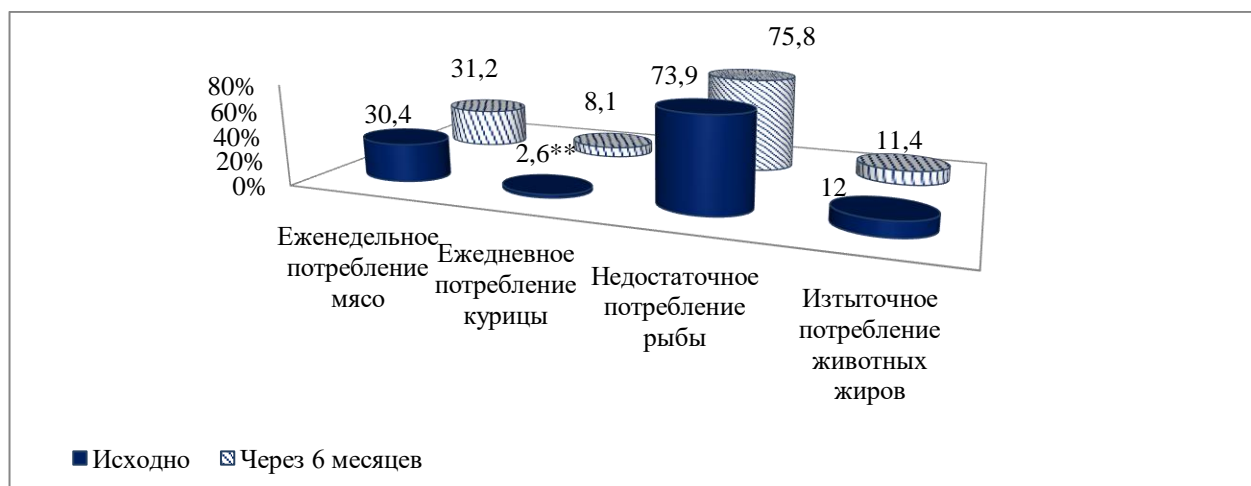 80%
60%
40%
20%
0%
30,4
31,2
2,6**
8,1
73,9
75,8
12
11,4
Еженедельное
потребление
мясо
Ежедневное
потребление
курицы
Недостаточное
потребление
рыбы
Изтыточное
потребление
животных
жиров
Исходно
Через 6 месяцев